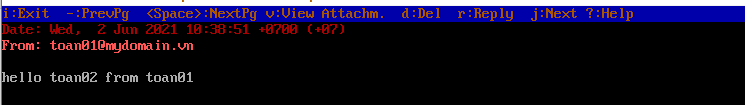 i:Exit  -:PrevPg  <Space>:NextPg v:View Attachm.  d:Del  r:Reply  j:Next ?:Help
Date: Wed,  2 Jun 2021 10:38:51 +0700 (+07)
From: toan01@mydomain.vn
hello toan02 from toan01